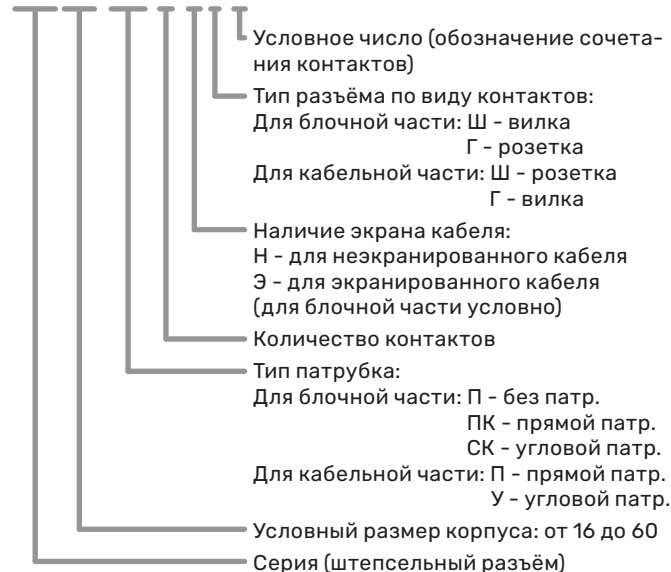 Условное число (обозначение сочета-
ния контактов)
Тип разъёма по виду контактов:
Для блочной части: Ш - вилка
Г - розетка
Для кабельной части: Ш - розетка
Г - вилка
Наличие экрана кабеля:
Н - для неэкранированного кабеля
Э - для экранированного кабеля
(для блочной части условно)
Количество контактов
Тип патрубка:
Для блочной части: П - без патр.
ПК - прямой патр.
СК - угловой патр.
Для кабельной части: П - прямой патр.
У - угловой патр.
Условный размер корпуса: от 16 до 60
Серия (штепсельный разъём)